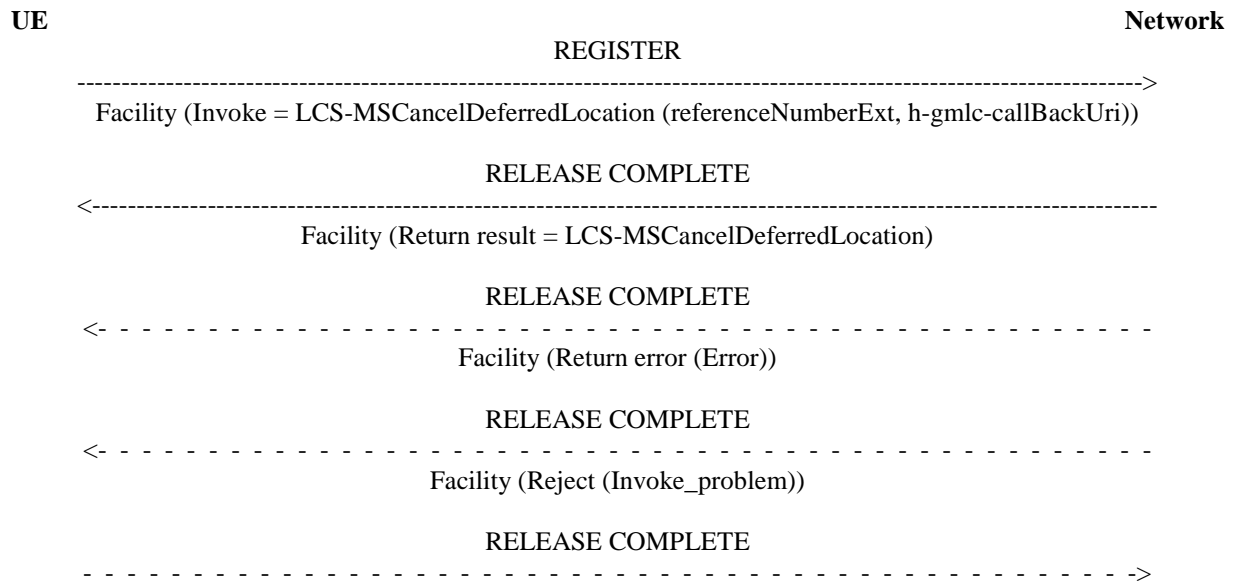 UE Network
REGISTER
------------------------------------------------------------------------------------------------------------------------>
Facility (Invoke = LCS-MSCancelDeferredLocation (referenceNumberExt, h-gmlc-callBackUri))
RELEASE COMPLETE
<------------------------------------------------------------------------------------------------------------------------
Facility (Return result = LCS-MSCancelDeferredLocation)
RELEASE COMPLETE
<- - - - - - - - - - - - - - - - - - - - - - - - - - - - - - - - - - - - - - - - - - - - - - - - - - - - - - - - - -
Facility (Return error (Error))
RELEASE COMPLETE
<- - - - - - - - - - - - - - - - - - - - - - - - - - - - - - - - - - - - - - - - - - - - - - - - - - - - - - - - - -
Facility (Reject (Invoke_problem))
RELEASE COMPLETE
- - - - - - - - - - - - - - - - - - - - - - - - - - - - - - - - - - - - - - - - - - - - - - - - - - - - - - - - - ->